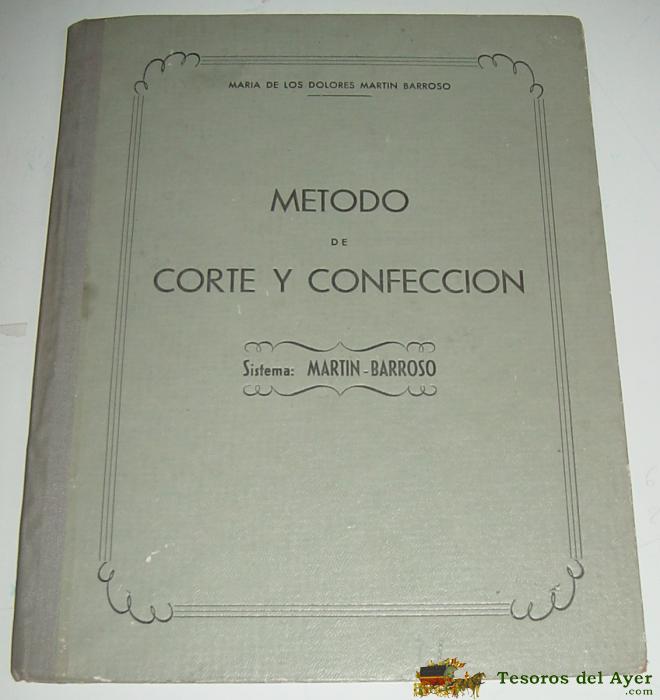 MARIA DE LOS DOLORES MARTIN BARROSO
METODO
DE
CORTE Y CONFECCION
Sistema: MARTIN-BARROSO
Tesoros del Ayer
.com